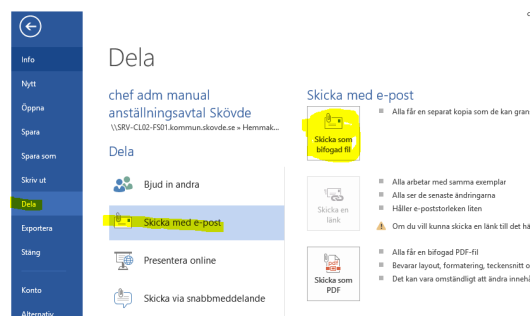 Info
Nytt
Öppna
Spara
Spara som
Skriv ut
Dela
Exportera
Stäng
Konto
Alternativ
Dela
chef adm manual
anställningsavtal Skövde
\\SRV-CL02-FS01.kommun.skovde.se » Hemmak...
Dela
Bjud in andra
Skicka med e-post
Presentera online
Skicka via snabbmeddelande
Skicka med e-post
Skicka som
bifogad fil
Alla får en separat kopia som de kan gran
Skicka en
länk
Alla arbetar med samma exemplar
Alla ser de senaste ändringarna
Håller e-poststorleken liten
Om du vill kunna skicka en länk till det hä
Skicka som
PDF
Alla får en bifogad PDF-fil
Bevarar layout, formatering, teckensnitt o
Det kan vara omständligt att ändra inneh